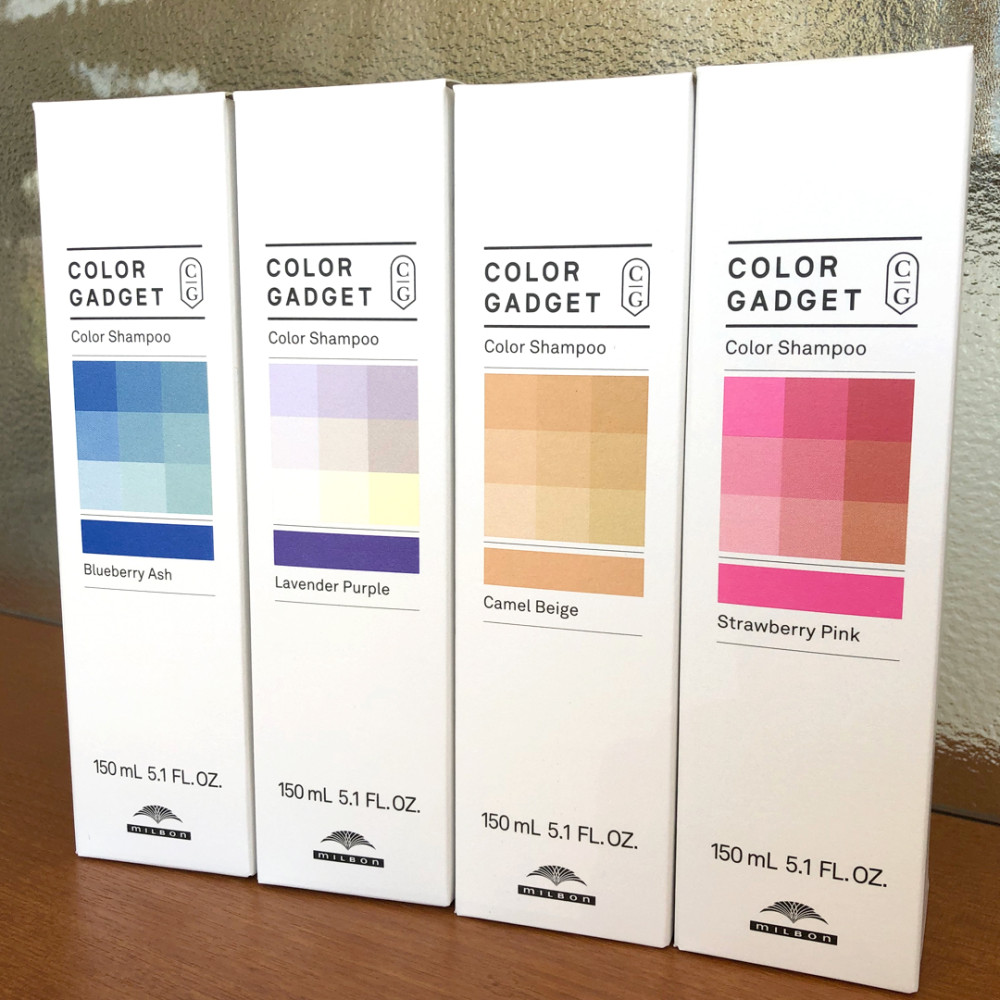 COLOR
GADGET
C
G
Color Shampoo
Blueberry Ash
150 mL 5.1 FL.OZ.
MILBON
COLOR
GADGET
C
G
Color Shampoo
Lavender Purple
150 mL 5.1 FL.OZ.
MILBON
COLOR
GADGET
C
G
Color Shampoo
Camel Beige
150 mL 5.1 FL.OZ.
MILBON
COLOR
GADGET
C
G
Color Shampoo
Strawberry Pink
150 mL 5.1 FL.OZ.
MILBON